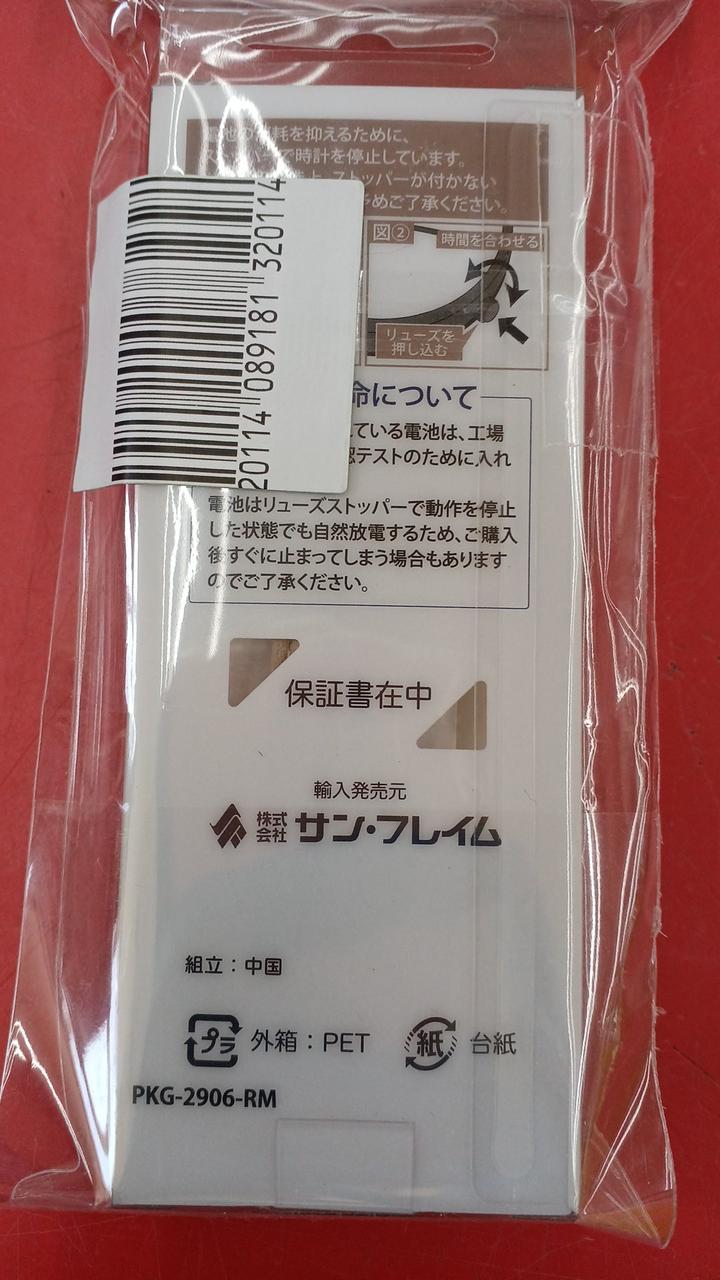 耗を抑えるために、
で時計を停止しています。
上、ストッパーが付かない
めご了承ください。
図②
時間を合わせる
リューズを
押し込む
20114 089181 320114
命について
ている電池は、工場
テストのために入れ
電池はリューズストッパーで動作を停止
した状態でも自然放電するため、ご購入
後すぐに止まってしまう場合もあります
のでご了承ください。
保証書在中
輸入発売元
株式会社 サン・フレイム
組立：中国
プラ 外箱：PET 紙 台紙
PKG-2906-RM